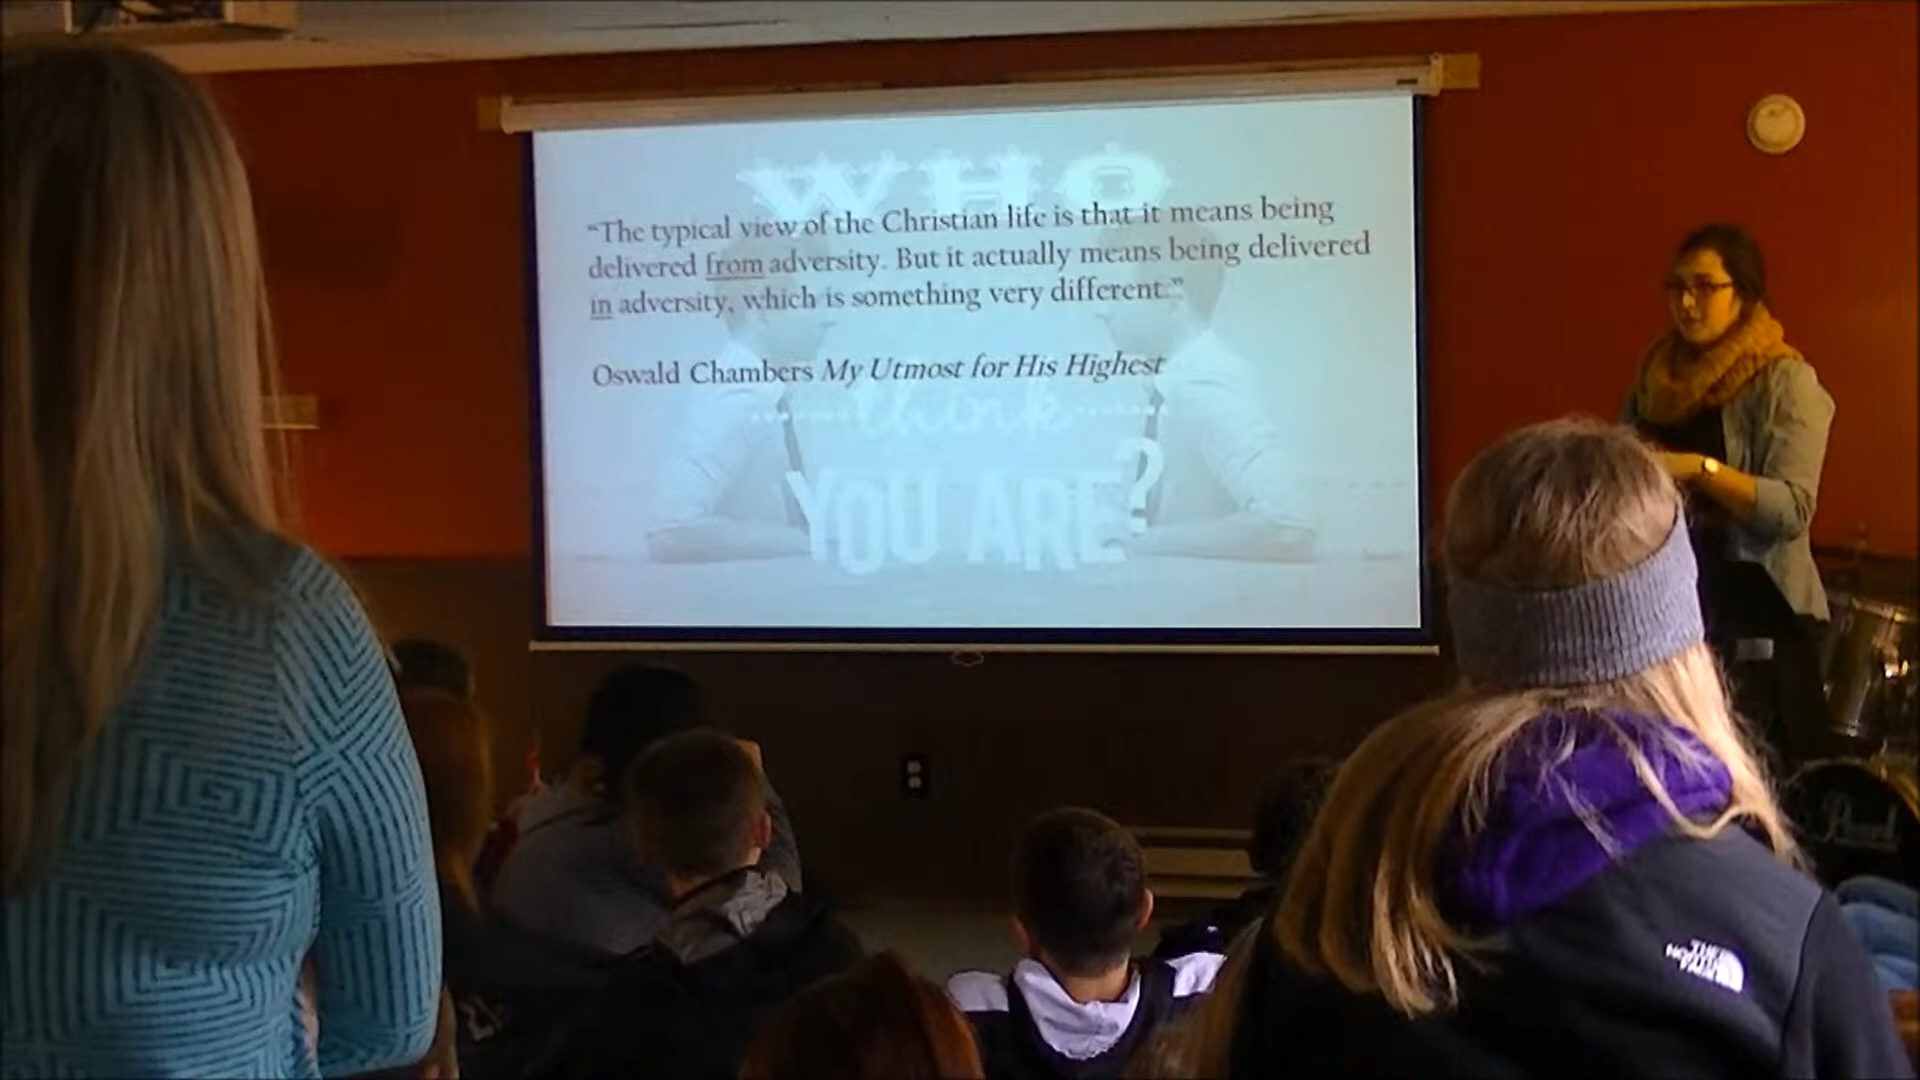 WHO
“The typical view of the Christian life is that it means being
delivered from adversity. But it actually means being delivered
in adversity, which is something very different.”
Oswald Chambers My Utmost for His Highest
think
YOU ARE?
THE
NORTH
Pearl